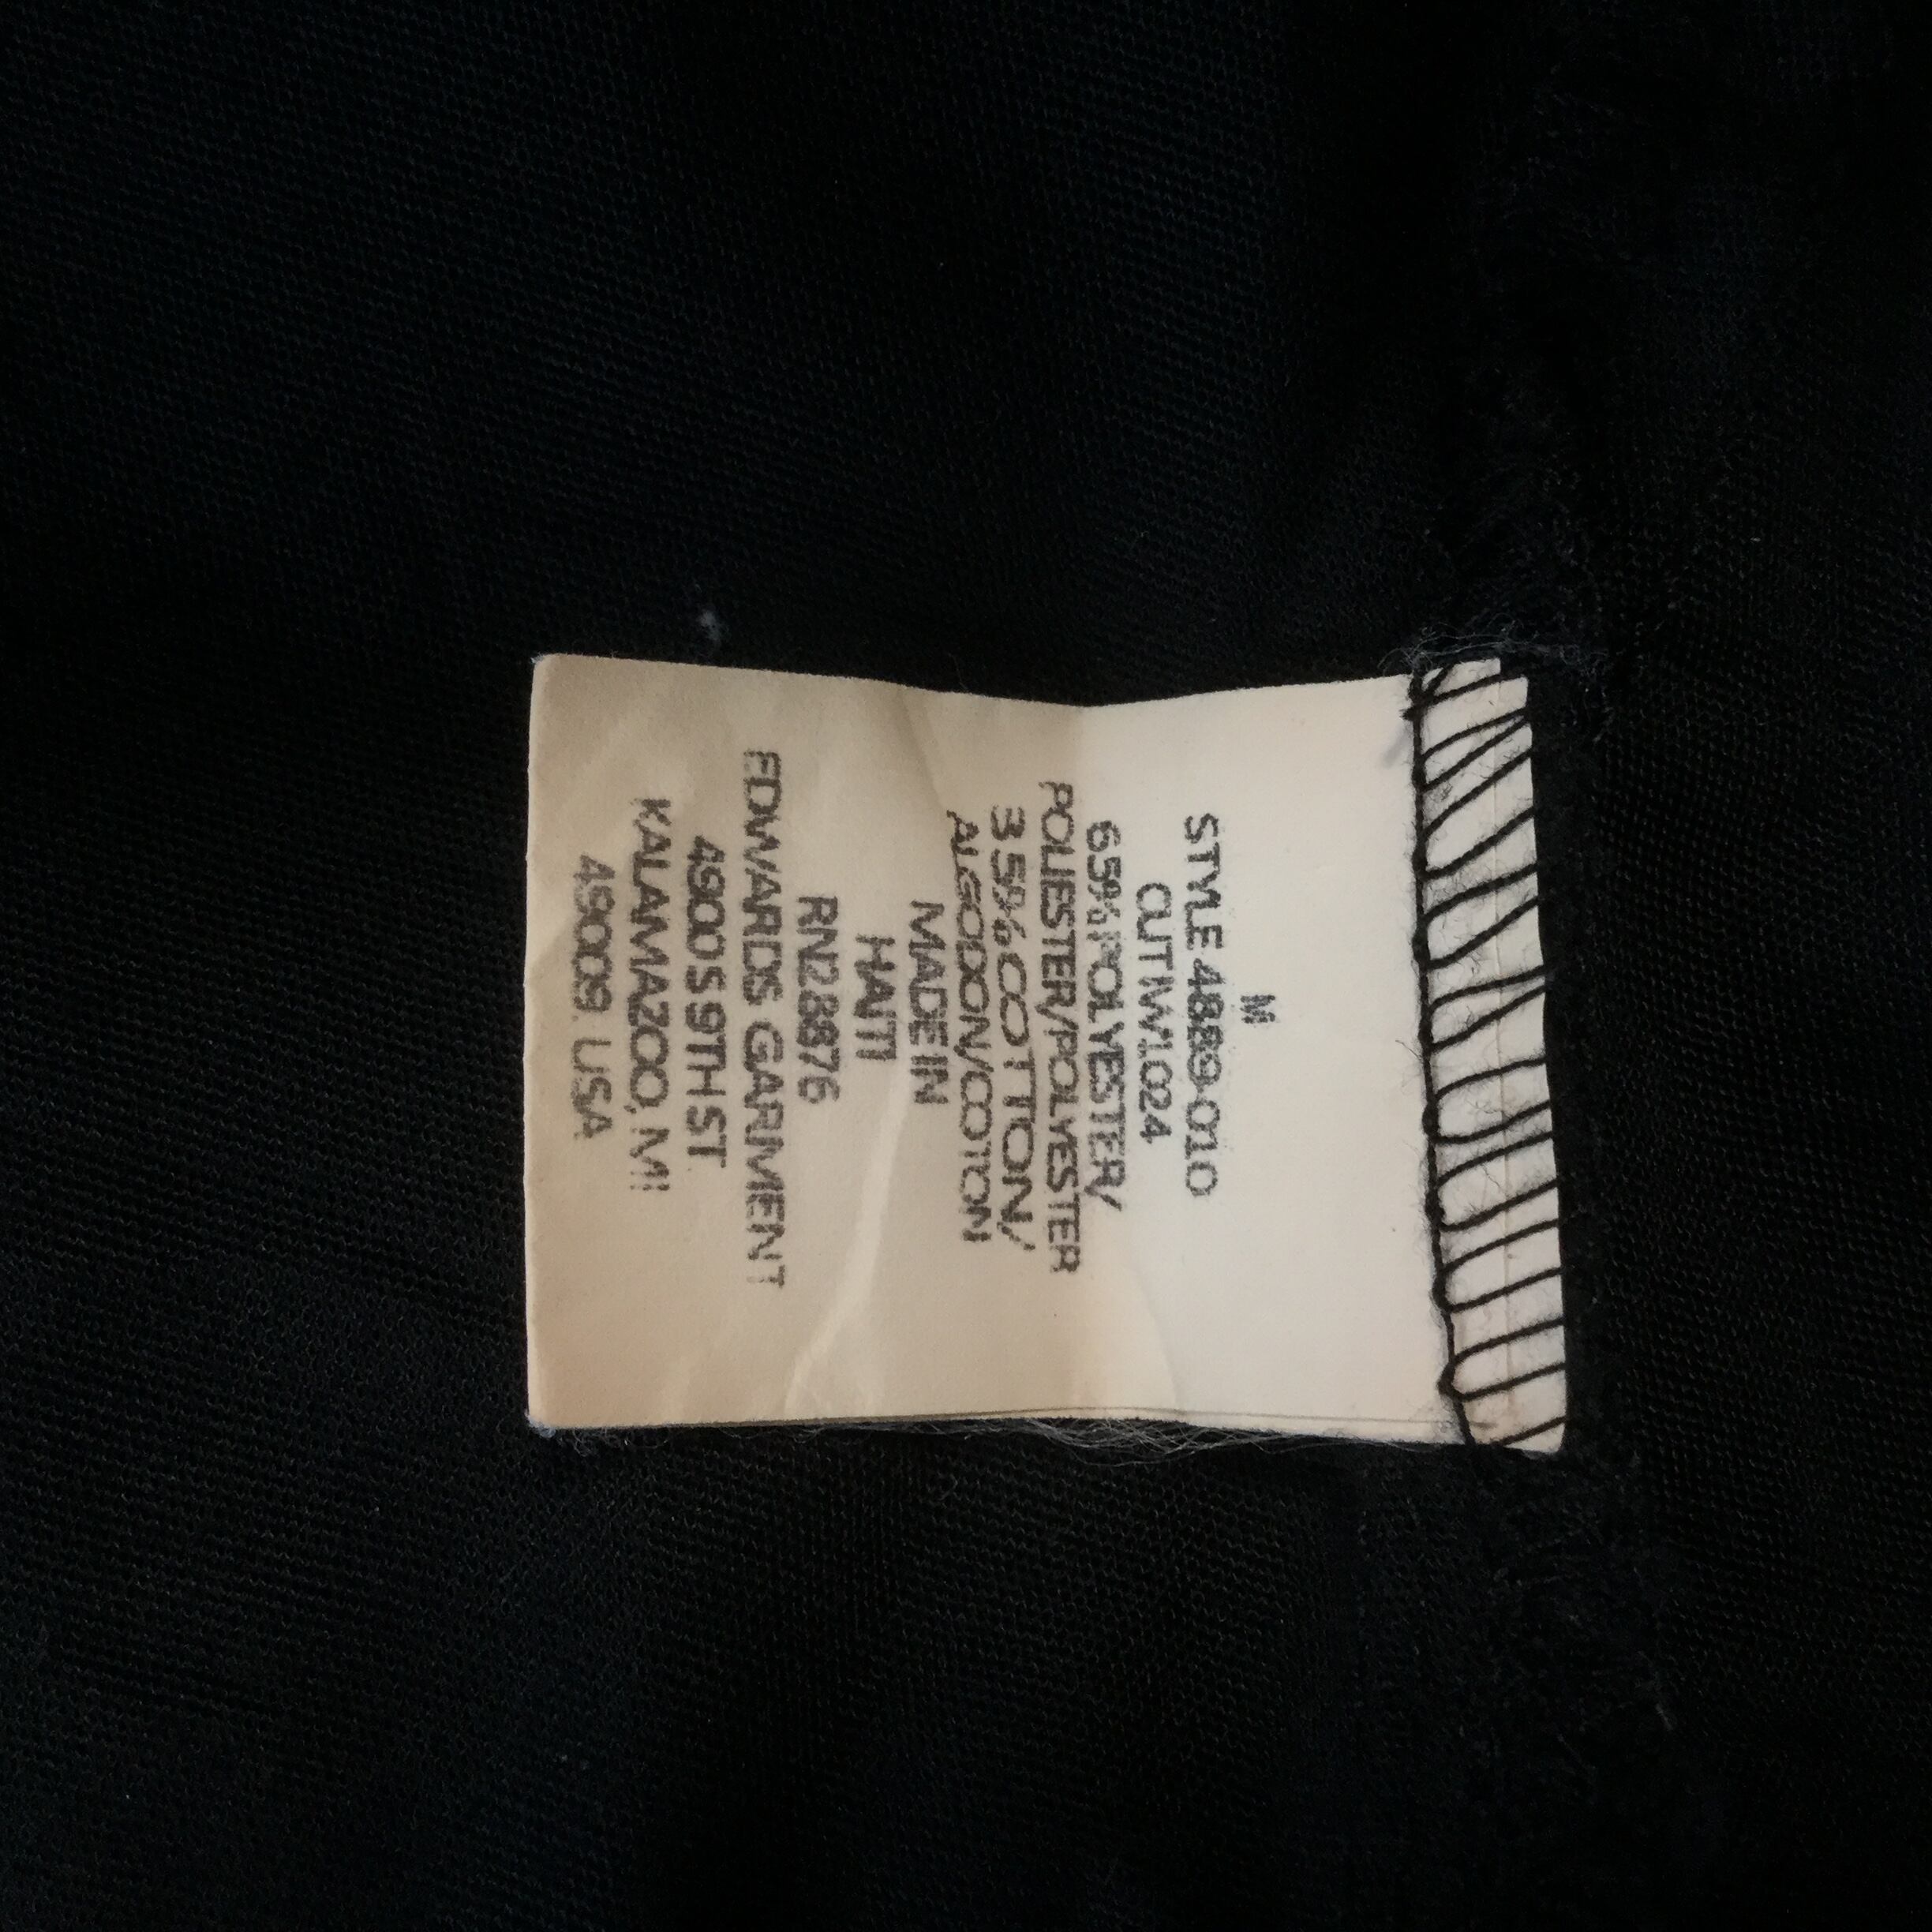 M
STYLE 4889-010
CUT IW1024
65% POLYESTER/
POLIESTER/POLYESTER
35% COTTON/
ALGODON/COTON
MADE IN
HAITI
RN28876
EDWARDS GARMENT
4900 S 9TH ST
KALAMAZOO, MI
49009. USA